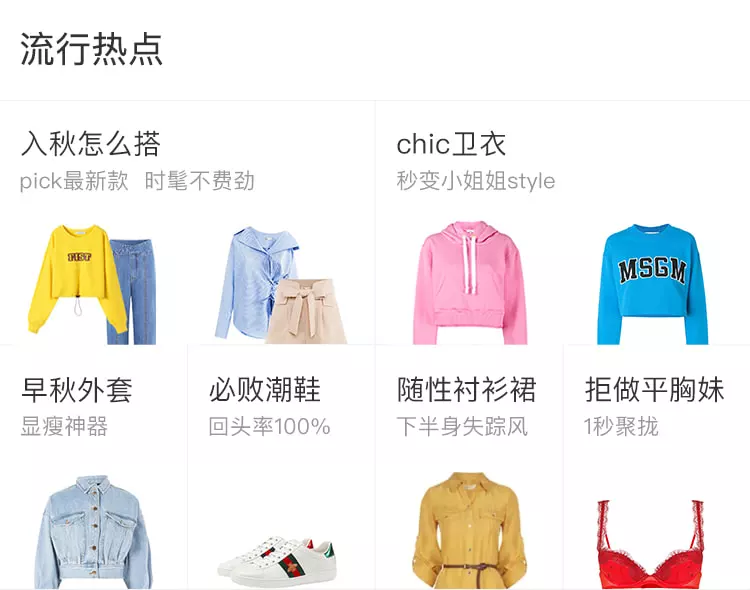 流行热点
入秋怎么搭
pick最新款 时髦不费劲
chic卫衣
秒变小姐姐style
MSGM
早秋外套
显瘦神器
必败潮鞋
回头率100%
随性衬衫裙
下半身失踪风
拒做平胸妹
1秒聚拢